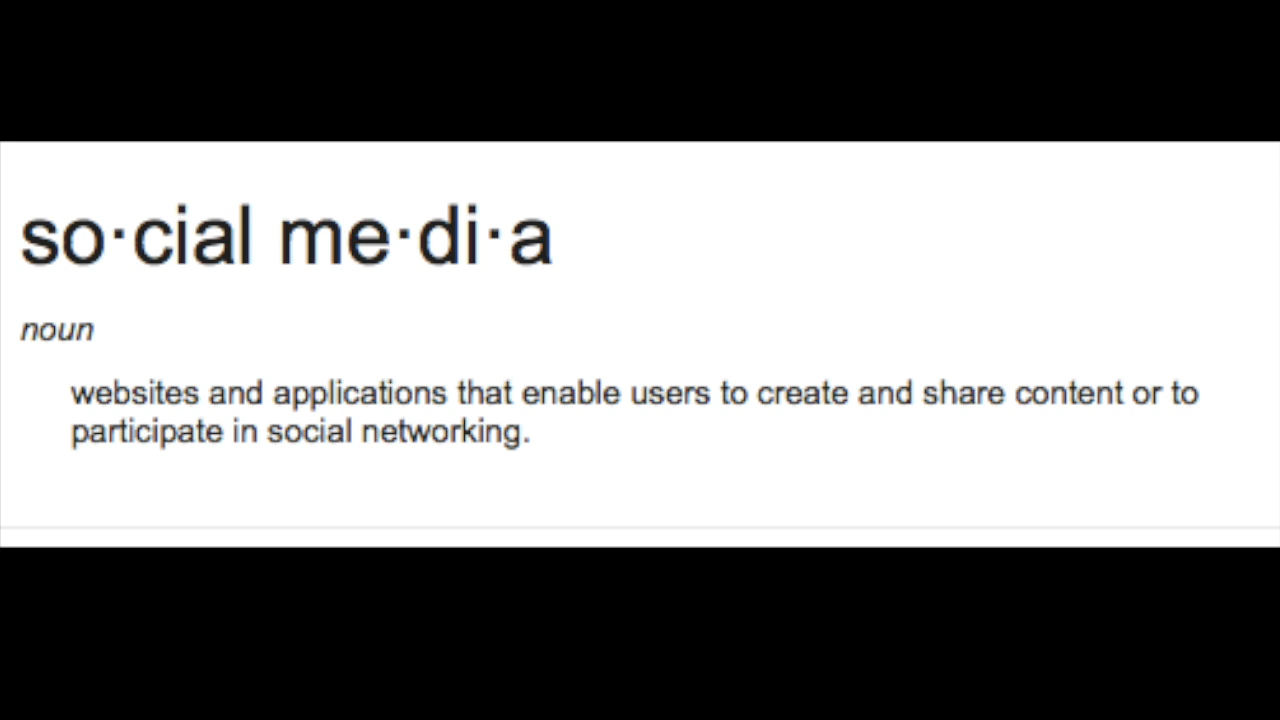 so·cial me·di·a
noun
websites and applications that enable users to create and share content or to
participate in social networking.